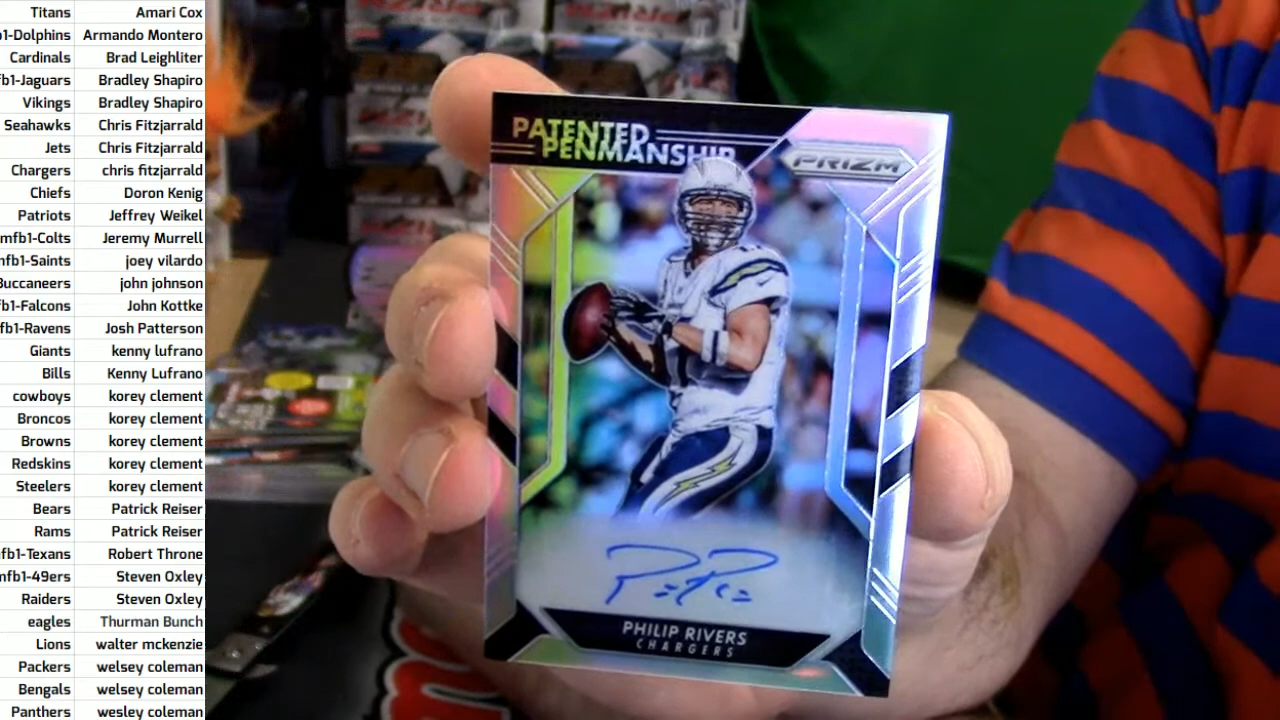 Titans Amari Cox
1-Dolphins Armando Montero
Cardinals Brad Leighliter
fb1-Jaguars Bradley Shapiro
Vikings Bradley Shapiro
Seahawks Chris Fitzjarrald
Jets Chris Fitzjarrald
Chargers chris fitzjarrald
Chiefs Doron Kenig
Patriots Jeffrey Weikel
mfb1-Colts Jeremy Murrell
nfb1-Saints joey vilardo
Buccaneers john johnson
fb1-Falcons John Kottke
fb1-Ravens Josh Patterson
Giants kenny lufrano
Bills Kenny Lufrano
cowboys korey clement
Broncos korey clement
Browns korey clement
Redskins korey clement
Steelers korey clement
Bears Patrick Reiser
Rams Patrick Reiser
fb1-Texans Robert Throne
mfb1-49ers Steven Oxley
Raiders Steven Oxley
eagles Thurman Bunch
Lions walter mckenzie
Packers welsey coleman
Bengals welsey coleman
Panthers wesley coleman
PATENTED
PENMANSHIP
PRIZM
PHILIP RIVERS
CHARGERS